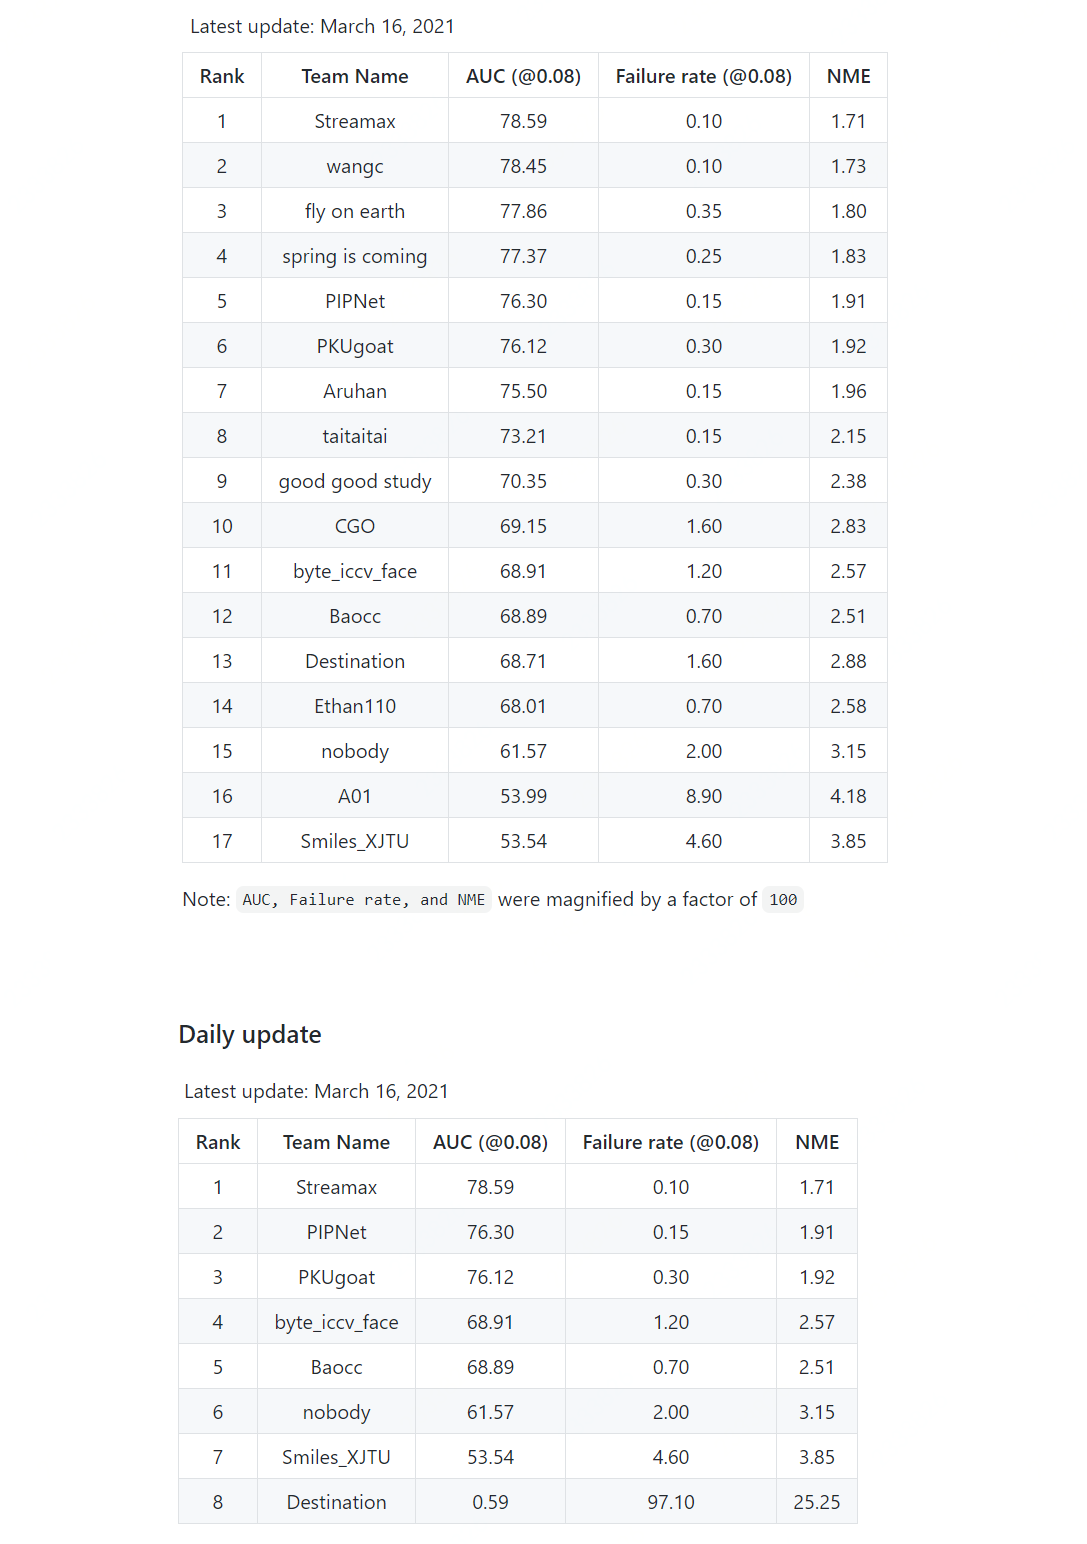 Latest update: March 16, 2021
Rank Team Name AUC (@0.08) Failure rate (@0.08) NME
1 Streamax 78.59 0.10 1.71
2 wangc 78.45 0.10 1.73
3 fly on earth 77.86 0.35 1.80
4 spring is coming 77.37 0.25 1.83
5 PIPNet 76.30 0.15 1.91
6 PKUgoat 76.12 0.30 1.92
7 Aruhan 75.50 0.15 1.96
8 taitaitai 73.21 0.15 2.15
9 good good study 70.35 0.30 2.38
10 CGO 69.15 1.60 2.83
11 byte_iccv_face 68.91 1.20 2.57
12 Baocc 68.89 0.70 2.51
13 Destination 68.71 1.60 2.88
14 Ethan110 68.01 0.70 2.58
15 nobody 61.57 2.00 3.15
16 A01 53.99 8.90 4.18
17 Smiles_XJTU 53.54 4.60 3.85
Note: AUC, Failure rate, and NME were magnified by a factor of 100
Daily update
Latest update: March 16, 2021
Rank Team Name AUC (@0.08) Failure rate (@0.08) NME
1 Streamax 78.59 0.10 1.71
2 PIPNet 76.30 0.15 1.91
3 PKUgoat 76.12 0.30 1.92
4 byte_iccv_face 68.91 1.20 2.57
5 Baocc 68.89 0.70 2.51
6 nobody 61.57 2.00 3.15
7 Smiles_XJTU 53.54 4.60 3.85
8 Destination 0.59 97.10 25.25